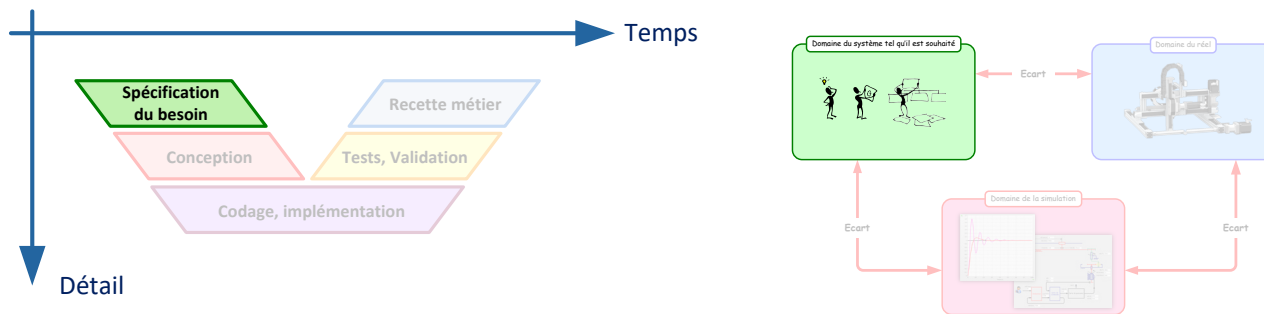 Temps
Détail
Spécification
du besoin
Recette métier
Conception
Tests, Validation
Codage, implémentation
Domaine du système tel qu'il est souhaité
Domaine du réel
Ecart
Ecart
Ecart
Domaine de la simulation